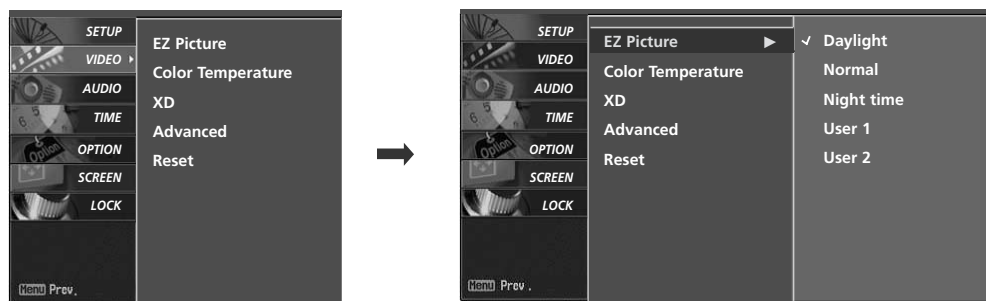 SETUP
VIDEO
AUDIO
TIME
OPTION
SCREEN
LOCK
EZ Picture
Color Temperature
XD
Advanced
Reset
Menu Prev.
SETUP
VIDEO
AUDIO
TIME
OPTION
SCREEN
LOCK
EZ Picture ▶
Color Temperature
XD
Advanced
Reset
✓ Daylight
Normal
Night time
User 1
User 2
Menu Prev.